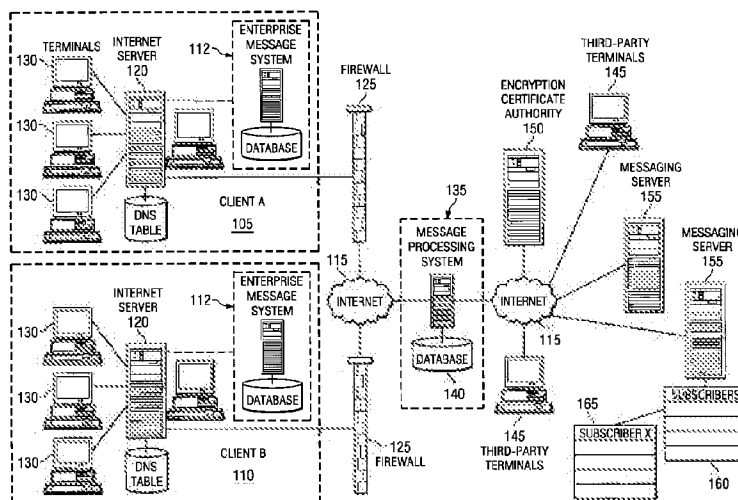 TERMINALS
130
130
130
INTERNET
SERVER
120
112
ENTERPRISE
MESSAGE
SYSTEM
DATABASE
DNS
TABLE
CLIENT A
105
FIREWALL
125
ENCRYPTION
CERTIFICATE
AUTHORITY
150
THIRD-PARTY
TERMINALS
145
MESSAGING
SERVER
155
MESSAGING
SERVER
155
135
MESSAGE
PROCESSING
SYSTEM
DATABASE
140
115
INTERNET
INTERNET
115
130
130
130
INTERNET
SERVER
120
112
ENTERPRISE
MESSAGE
SYSTEM
DATABASE
DNS
TABLE
CLIENT B
110
125
FIREWALL
145
THIRD-PARTY
TERMINALS
165
SUBSCRIBER X
SUBSCRIBERS
160